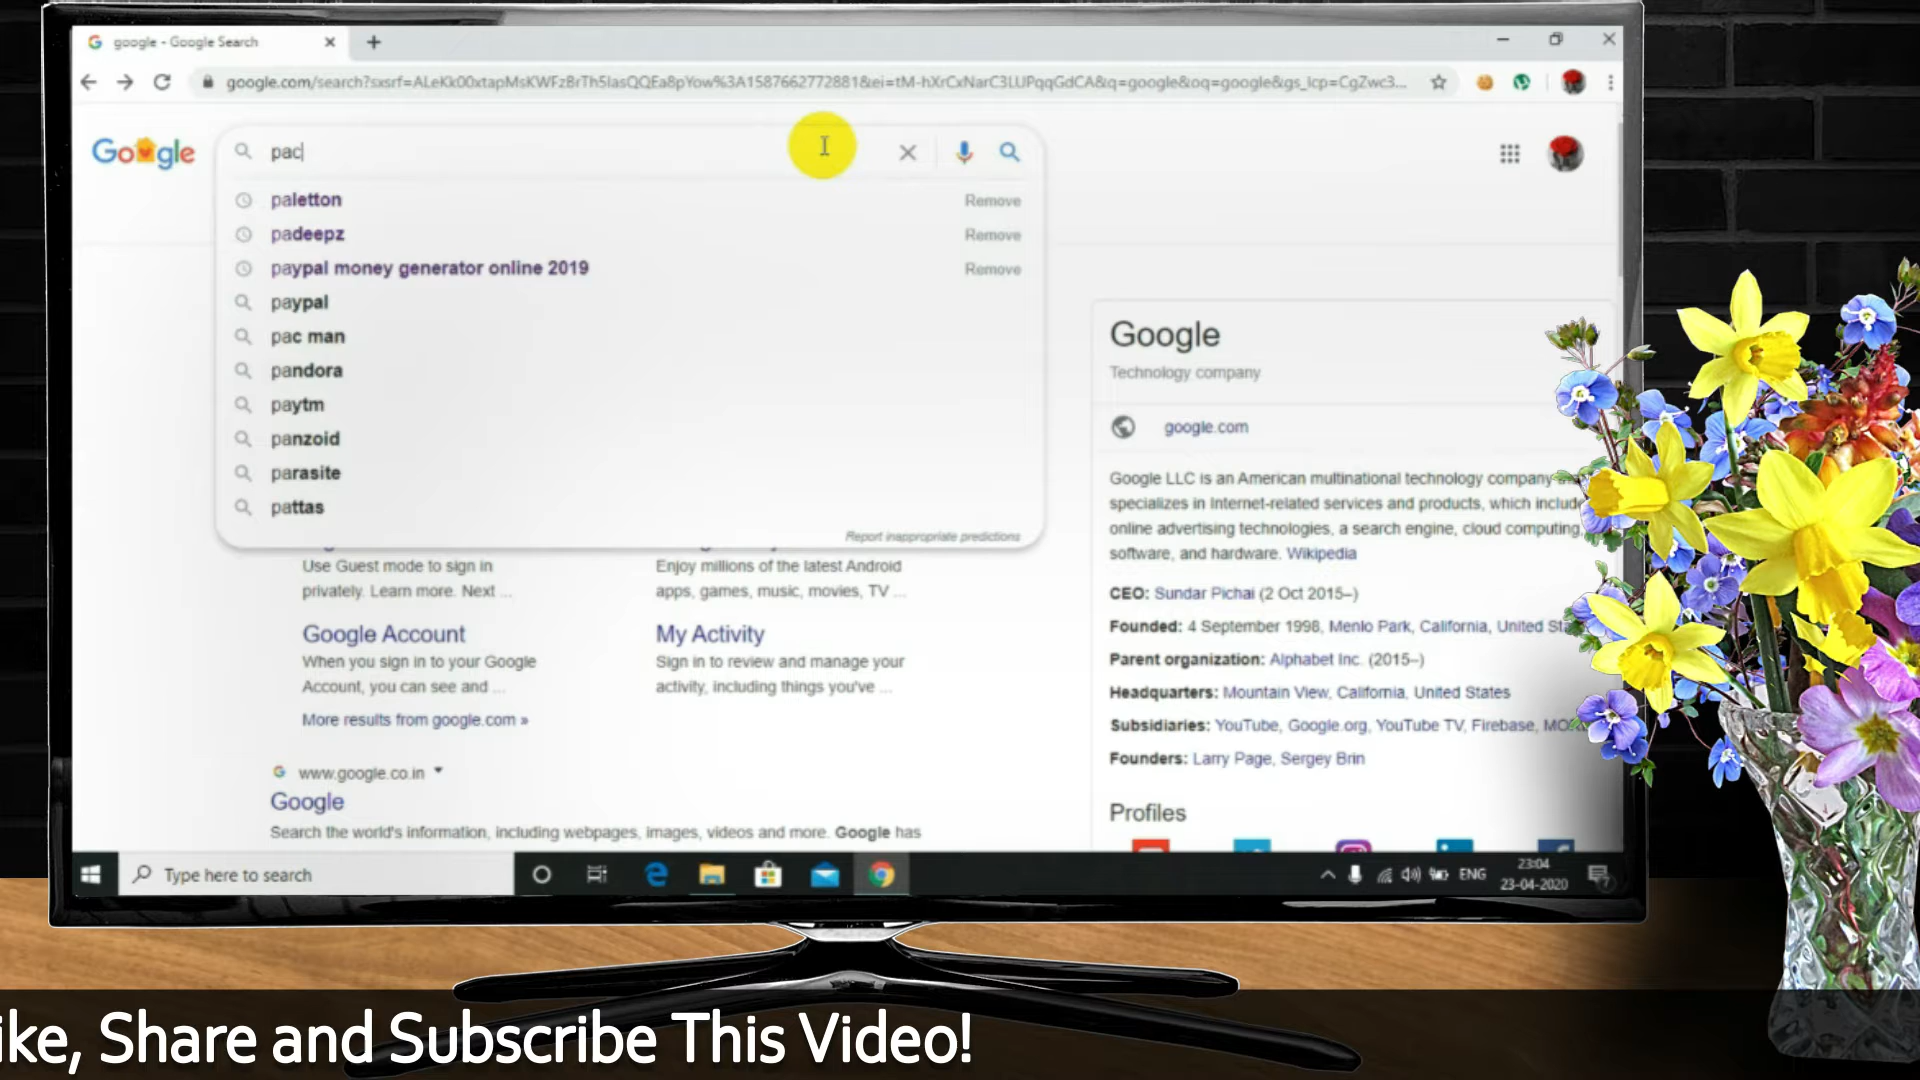 google - Google Search
google.com/search?sxsrf=ALeKk00xtapMsKWFzBrTh5IasQQEa8pYow%3A1587662772881&ei=tM-hXrCxNarC3LUPqqGdCA&q=google&oq=google&gs_lcp=CgZwc3...
Google
pac
paletton Remove
padeepz Remove
paypal money generator online 2019 Remove
paypal
pac man
pandora
paytm
panzoid
parasite
pattas
Report inappropriate predictions
Use Guest mode to sign in
privately. Learn more. Next ...
Enjoy millions of the latest Android
apps, games, music, movies, TV ...
Google Account
When you sign in to your Google
Account, you can see and ...
My Activity
Sign in to review and manage your
activity, including things you've ...
More results from google.com »
www.google.co.in
Google
Search the world's information, including webpages, images, videos and more. Google has
Google
Technology company
google.com
Google LLC is an American multinational technology company
specializes in Internet-related services and products, which include
online advertising technologies, a search engine, cloud computing,
software, and hardware. Wikipedia
CEO: Sundar Pichai (2 Oct 2015–)
Founded: 4 September 1998, Menlo Park, California, United
Parent organization: Alphabet Inc. (2015–)
Headquarters: Mountain View, California, United States
Subsidiaries: YouTube, Google.org, YouTube TV, Firebase,
Founders: Larry Page, Sergey Brin
Profiles
Type here to search
ENG
23:04
23-04-2020
7
ike, Share and Subscribe This Video!